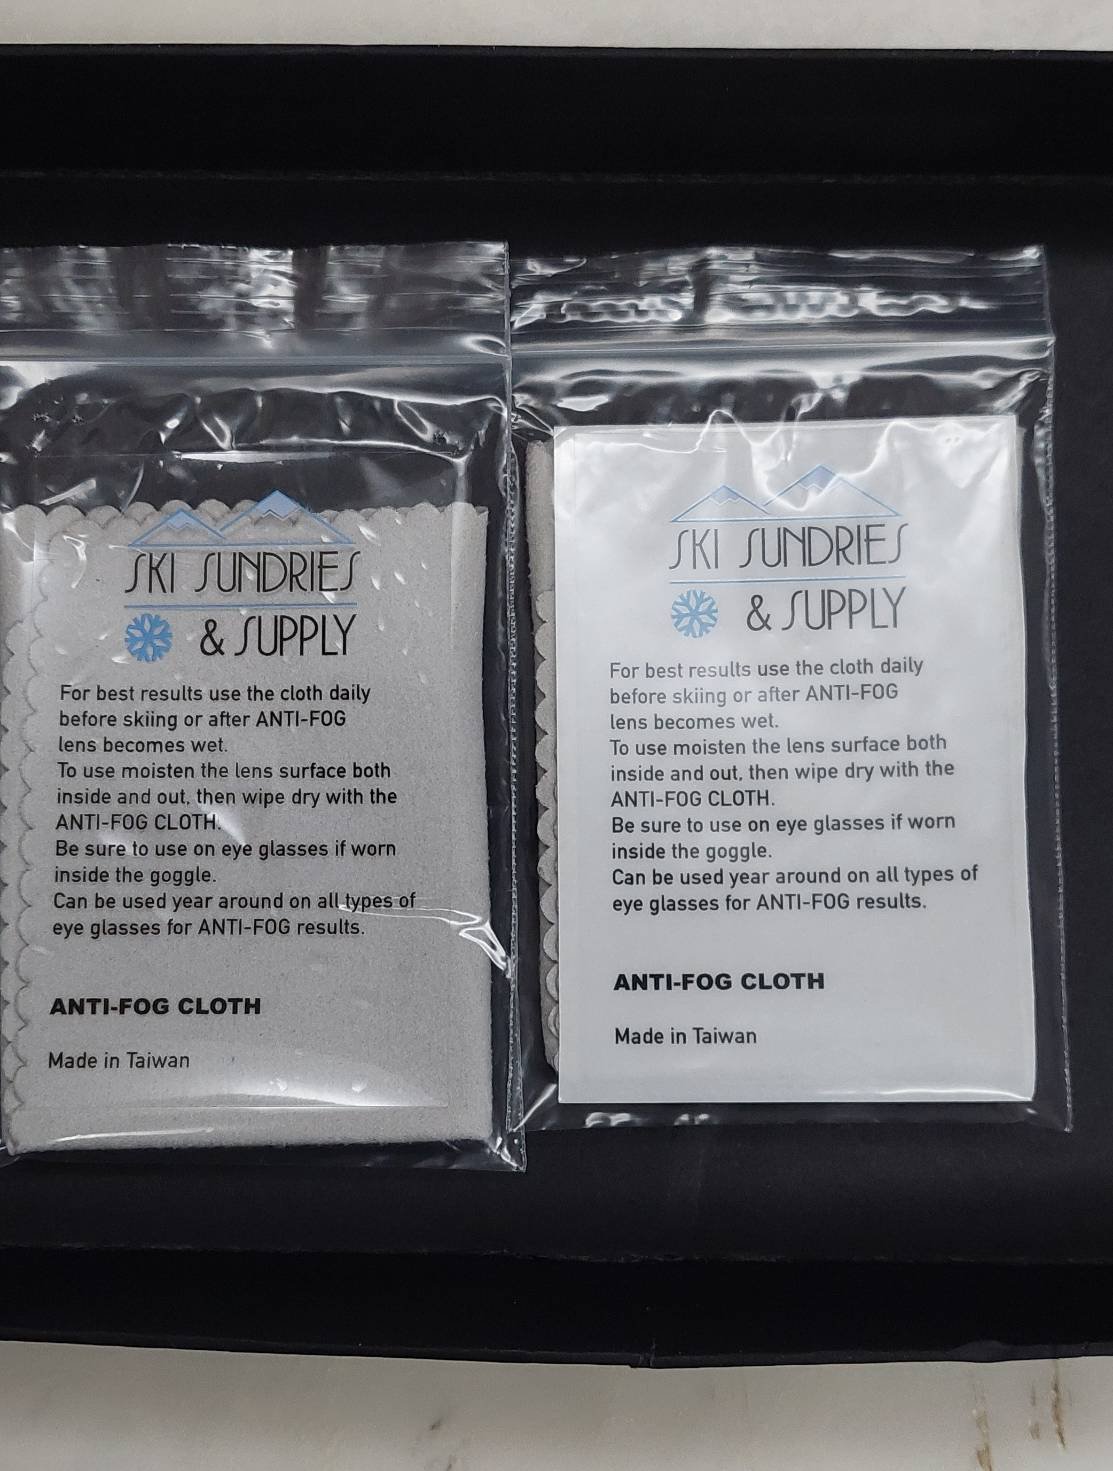 SKI SUNDRIES
& SUPPLY
For best results use the cloth daily
before skiing or after ANTI-FOG
lens becomes wet.
To use moisten the lens surface both
inside and out, then wipe dry with the
ANTI-FOG CLOTH.
Be sure to use on eye glasses if worn
inside the goggle.
Can be used year around on all types of
eye glasses for ANTI-FOG results.
ANTI-FOG CLOTH
Made in Taiwan
SKI SUNDRIES
& SUPPLY
For best results use the cloth daily
before skiing or after ANTI-FOG
lens becomes wet.
To use moisten the lens surface both
inside and out, then wipe dry with the
ANTI-FOG CLOTH.
Be sure to use on eye glasses if worn
inside the goggle.
Can be used year around on all types of
eye glasses for ANTI-FOG results.
ANTI-FOG CLOTH
Made in Taiwan